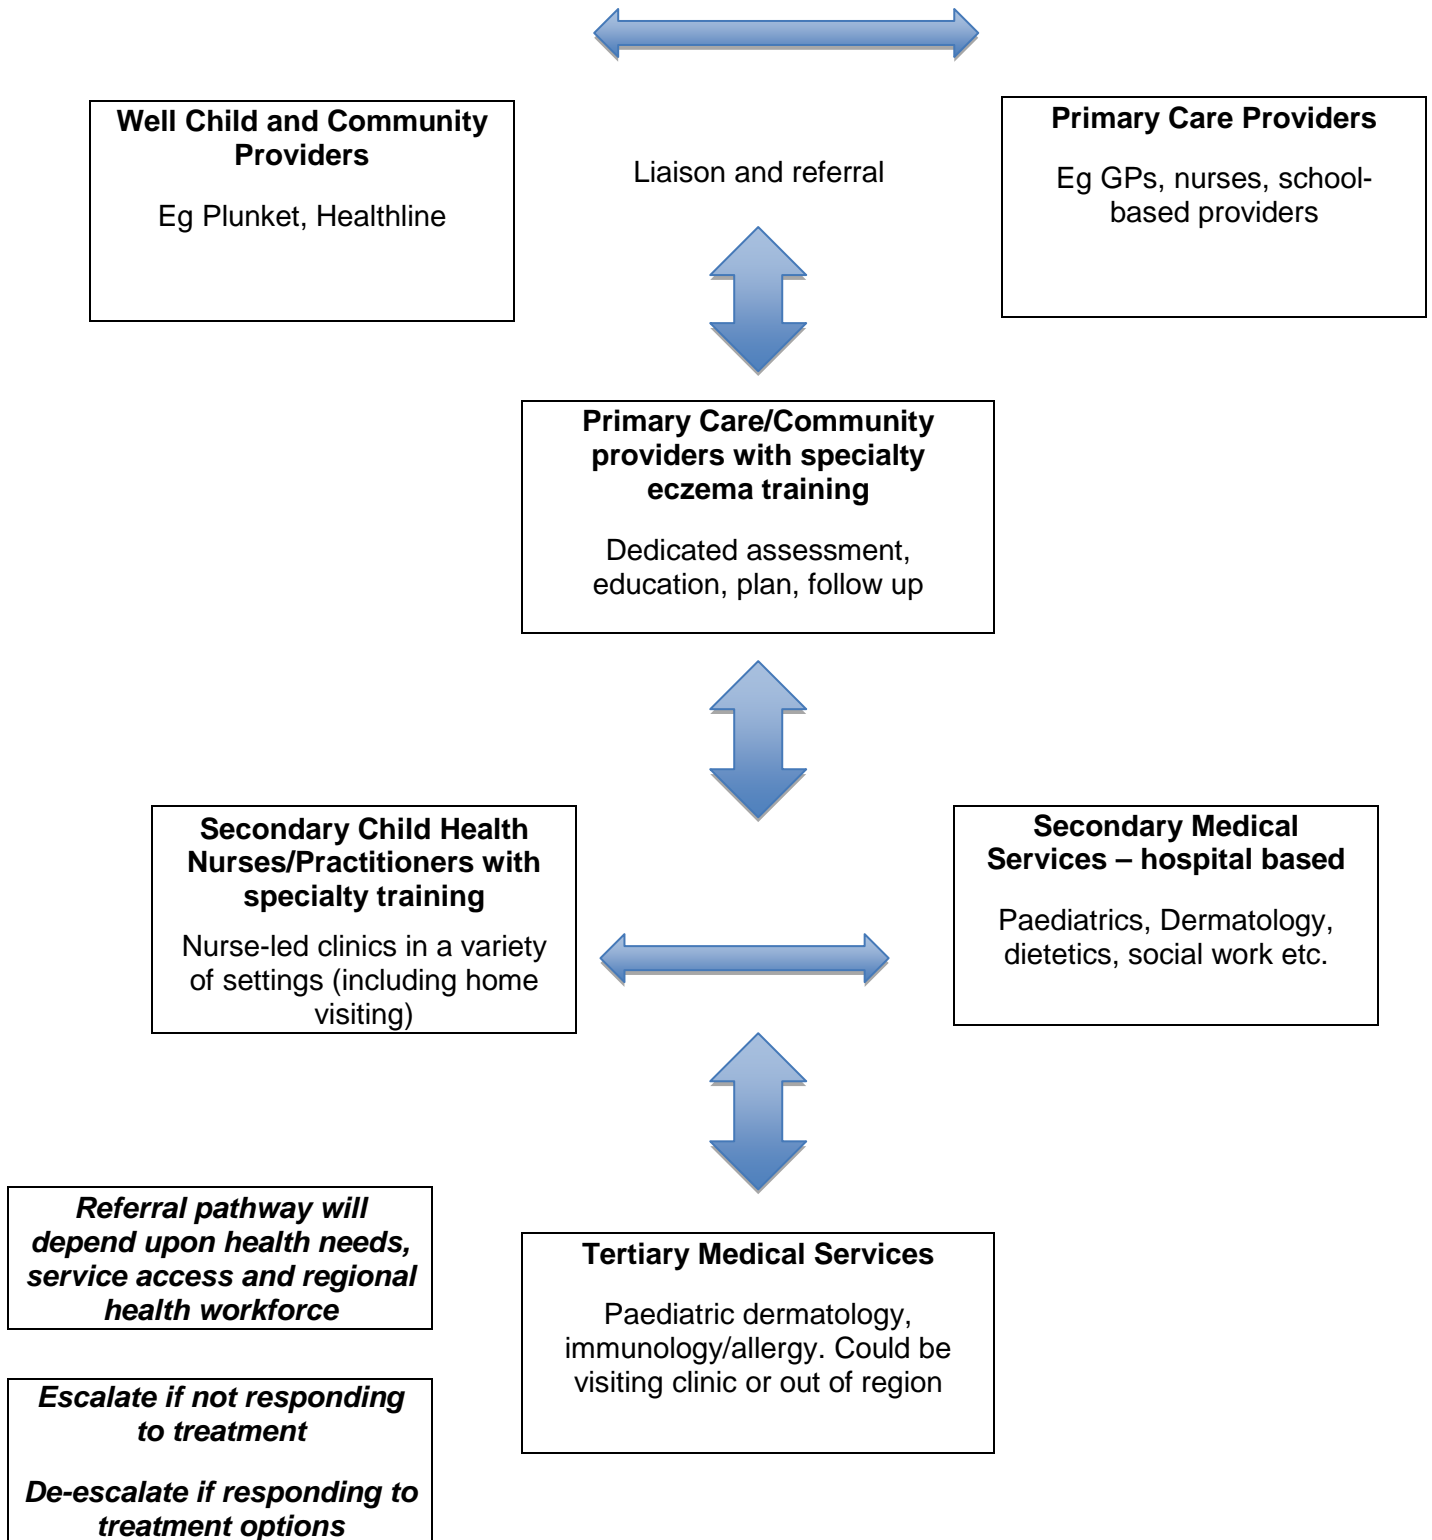 Well Child and Community
Providers
Eg Plunket, Healthline
Liaison and referral
Primary Care Providers
Eg GPs, nurses, school-
based providers
Primary Care/Community
providers with specialty
eczema training
Dedicated assessment,
education, plan, follow up
Secondary Child Health
Nurses/Practitioners with
specialty training
Nurse-led clinics in a variety
of settings (including home
visiting)
Secondary Medical
Services – hospital based
Paediatrics, Dermatology,
dietetics, social work etc.
Referral pathway will
depend upon health needs,
service access and regional
health workforce
Tertiary Medical Services
Paediatric dermatology,
immunology/allergy. Could be
visiting clinic or out of region
Escalate if not responding
to treatment
De-escalate if responding to
treatment options